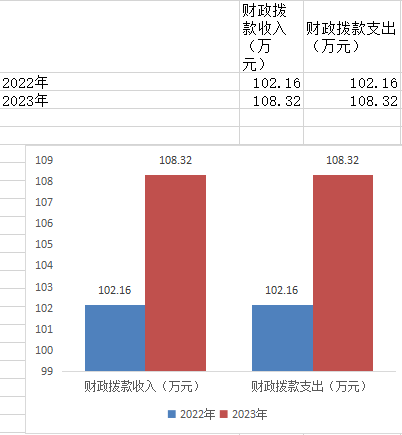 财政拨
款收入
（万
元）
财政拨款支出
（万元）
2022年 102.16 102.16
2023年 108.32 108.32
109
108
107
106
105
104
103
102
101
100
99
108.32 108.32
102.16 102.16
财政拨款收入（万元） 财政拨款支出（万元）
2022年 2023年